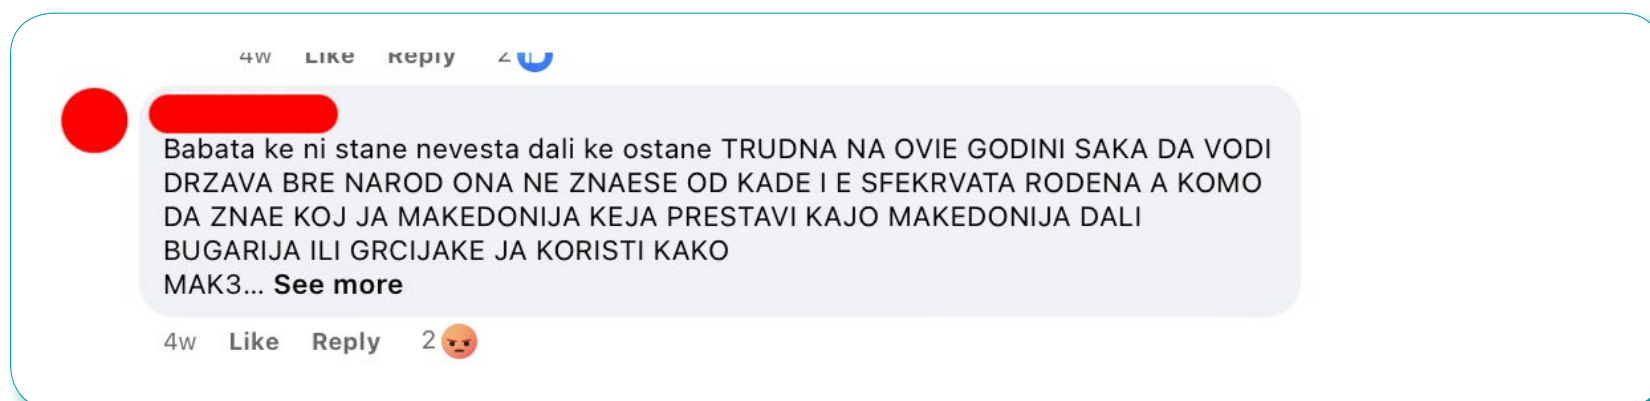 4w Like Reply 2
Babata ke ni stane nevesta dali ke ostane TRUDNA NA OVIE GODINI SAKA DA VODI
DRZAVA BRE NAROD ONA NE ZNAESE OD KADE I E SFEKRVATA RODENA A KOMO
DA ZNAE KOJ JA MAKEDONIJA KEJA PRESTAVI KAJO MAKEDONIJA DALI
BUGARIJA ILI GRCIJAKE JA KORISTI KAKO
MAK3... See more
4w Like Reply 2